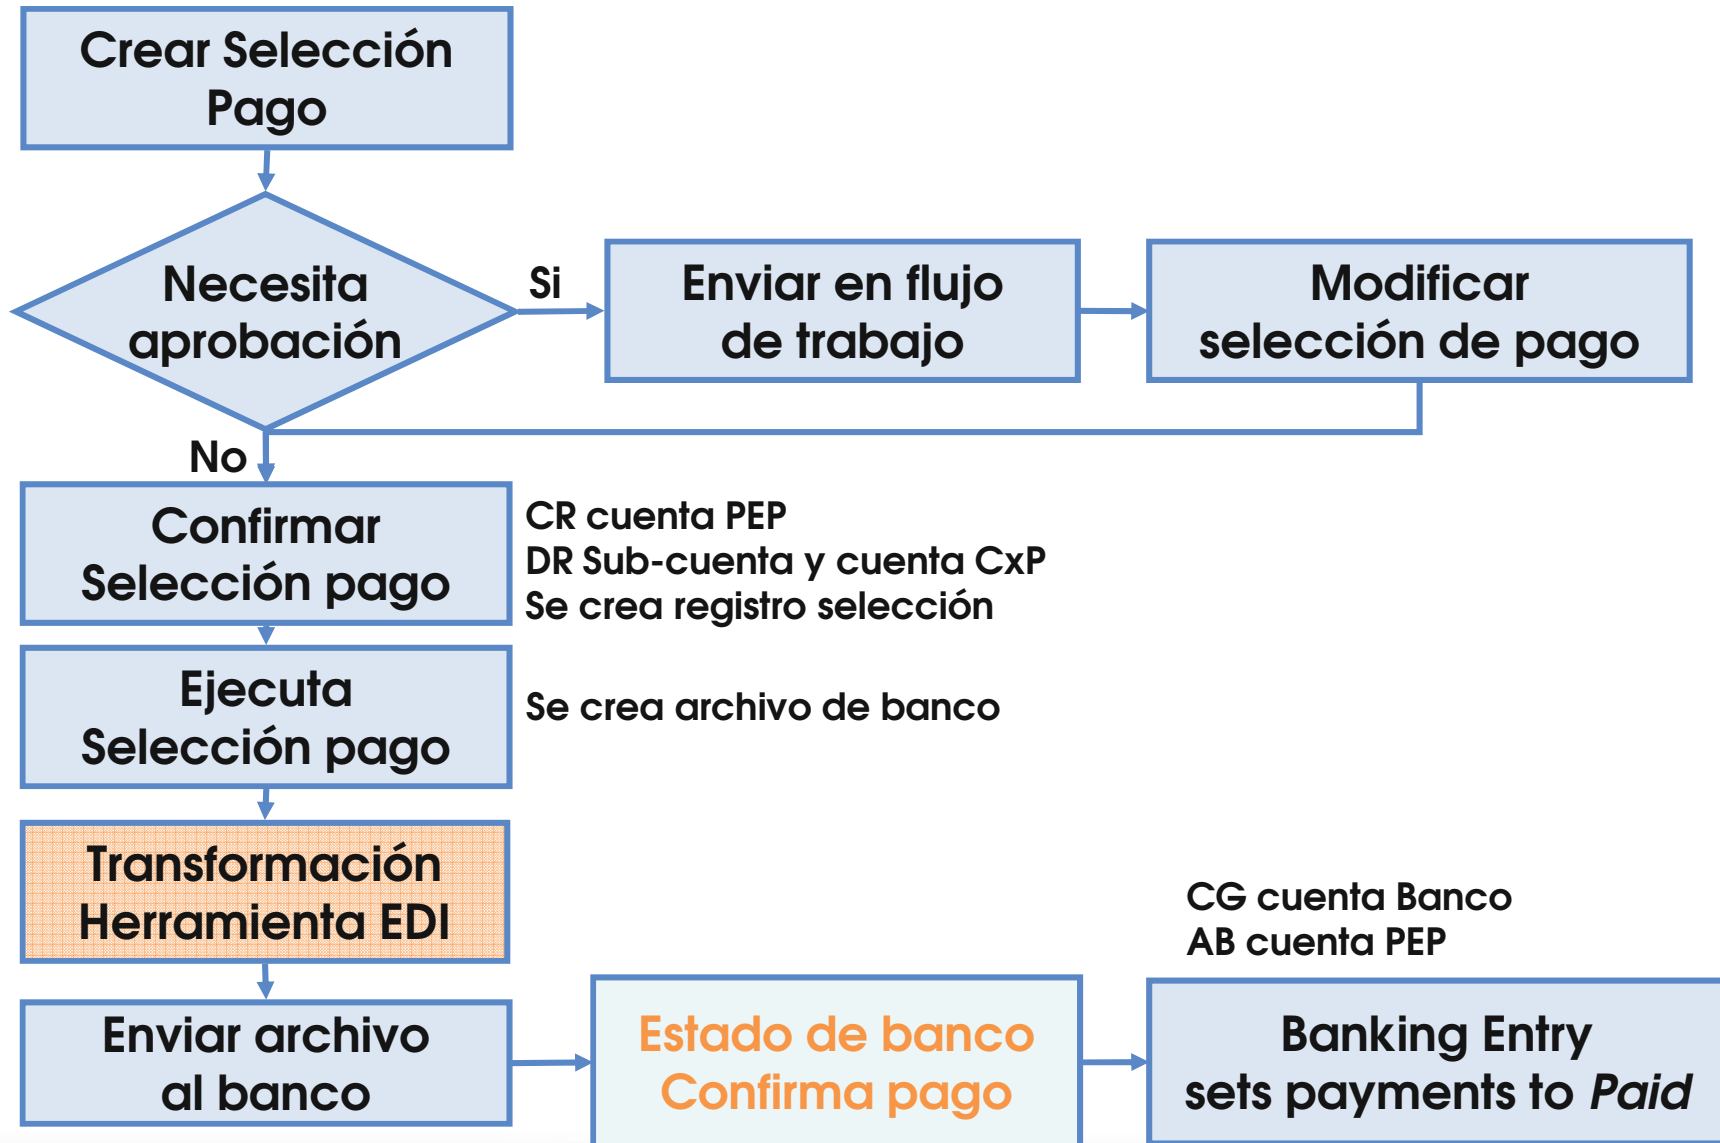 Crear Selección
Pago
Necesita
aprobación
Si
Enviar en flujo
de trabajo
Modificar
selección de pago
No
Confirmar
Selección pago
CR cuenta PEP
DR Sub-cuenta y cuenta CxP
Se crea registro selección
Ejecuta
Selección pago
Se crea archivo de banco
Transformación
Herramienta EDI
Enviar archivo
al banco
Estado de banco
Confirma pago
CG cuenta Banco
AB cuenta PEP
Banking Entry
sets payments to Paid